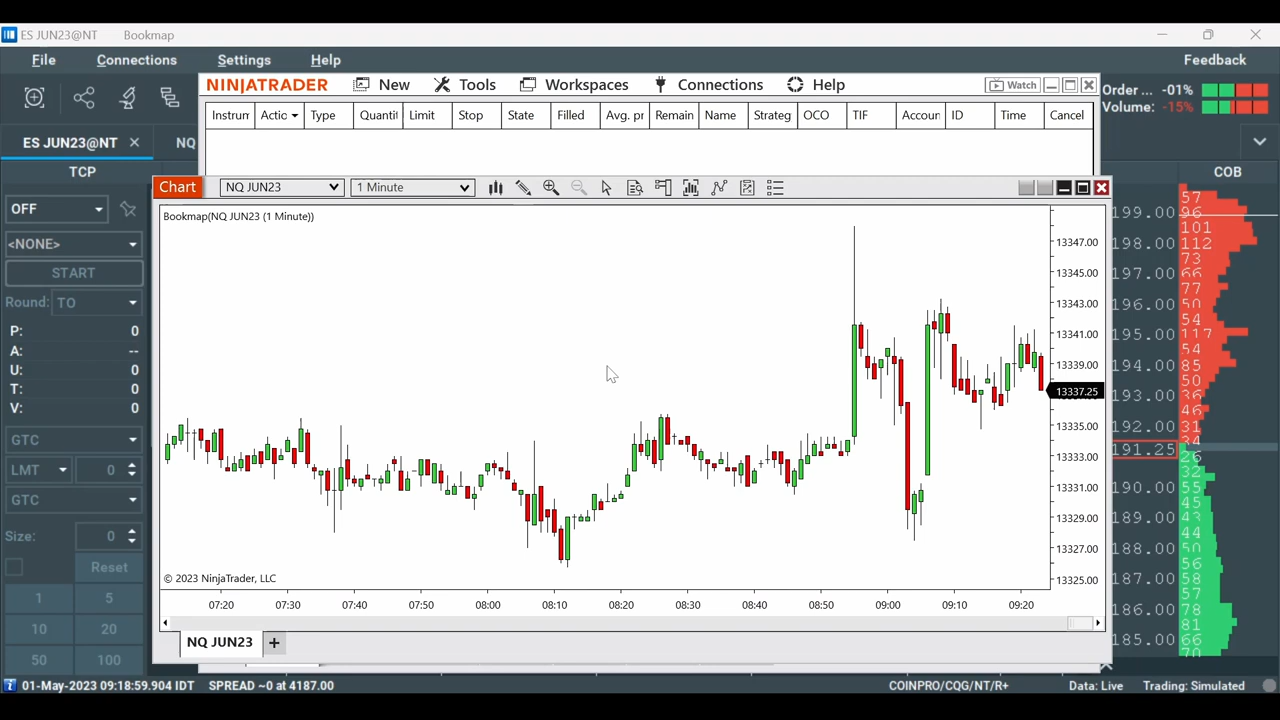 ES JUN23@NT Bookmap
File Connections Settings Help Feedback
NINJATRADER New Tools Workspaces Connections Help Watch
Order ... -01%
Volume: -15%
Instrum Actic Type Quantit Limit Stop State Filled Avg. pr Remain Name Strateg OCO TIF Accoun ID Time Cancel
ES JUN23@NT NQ
TCP
COB
Chart NQ JUN23 1 Minute
OFF
<NONE>
START
Round: TO
P: 0
A: --
U: 0
T: 0
V: 0
GTC
LMT 0
GTC
Size: 0
Reset
1 5
10 20
50 100
Bookmap(NQ JUN23 (1 Minute))
13347.00
13345.00
13343.00
13341.00
13339.00
13337.25
13335.00
13333.00
13331.00
13329.00
13327.00
13325.00
© 2023 NinjaTrader, LLC
07:20 07:30 07:40 07:50 08:00 08:10 08:20 08:30 08:40 08:50 09:00 09:10 09:20
NQ JUN23 +
199.00
198.00
197.00
196.00
195.00
194.00
193.00
192.00
191.25
190.00
189.00
188.00
187.00
186.00
185.00
57
96
101
112
73
66
77
50
54
117
54
85
50
36
46
31
34
26
32
55
45
43
44
50
56
58
57
78
81
66
70
01-May-2023 09:18:59.904 IDT SPREAD ~0 at 4187.00 COINPRO/CQG/NT/R+ Data: Live Trading: Simulated